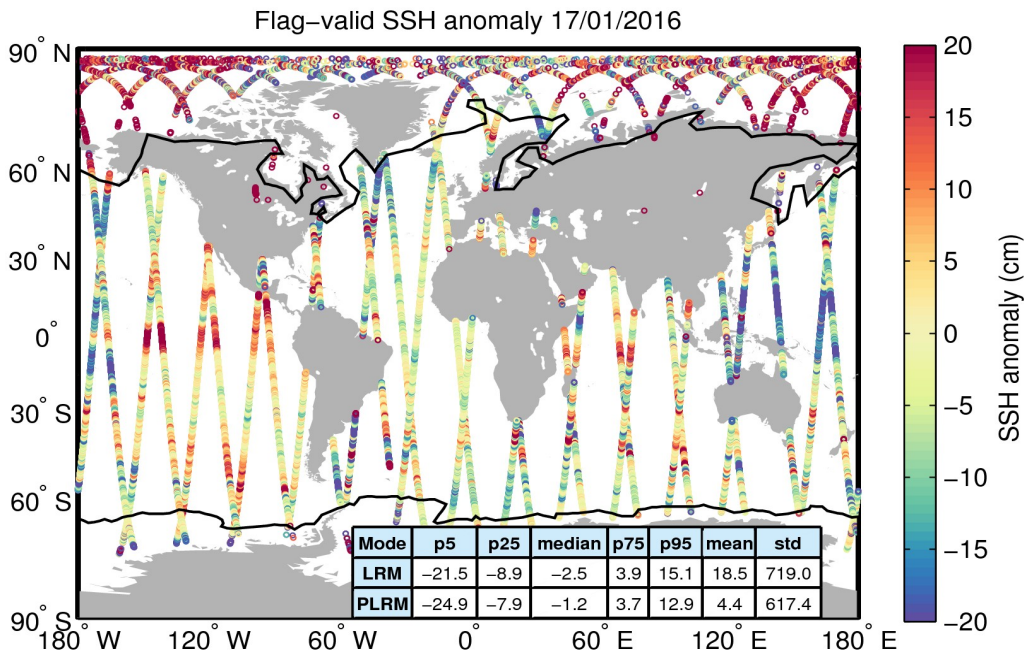 Flag−valid SSH anomaly 17/01/2016
90° N
60° N
30° N
0°
30° S
60° S
90° S
180° W
120° W
60° W
0°
60° E
120° E
180° E
20
15
10
5
0
−5
−10
−15
−20
SSH anomaly (cm)
Mode p5 p25 median p75 p95 mean std
LRM −21.5 −8.9 −2.5 3.9 15.1 18.5 719.0
PLRM −24.9 −7.9 −1.2 3.7 12.9 4.4 617.4